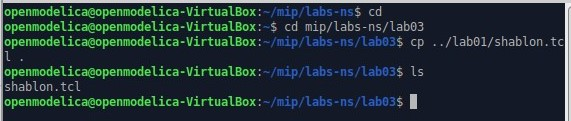 openmodelica@openmodelica-VirtualBox:~/mip/labs-ns$ cd
openmodelica@openmodelica-VirtualBox:~$ cd mip/labs-ns/lab03
openmodelica@openmodelica-VirtualBox:~/mip/labs-ns/lab03$ cp ../lab01/shablon.tc
l .
openmodelica@openmodelica-VirtualBox:~/mip/labs-ns/lab03$ ls
shablon.tcl
openmodelica@openmodelica-VirtualBox:~/mip/labs-ns/lab03$